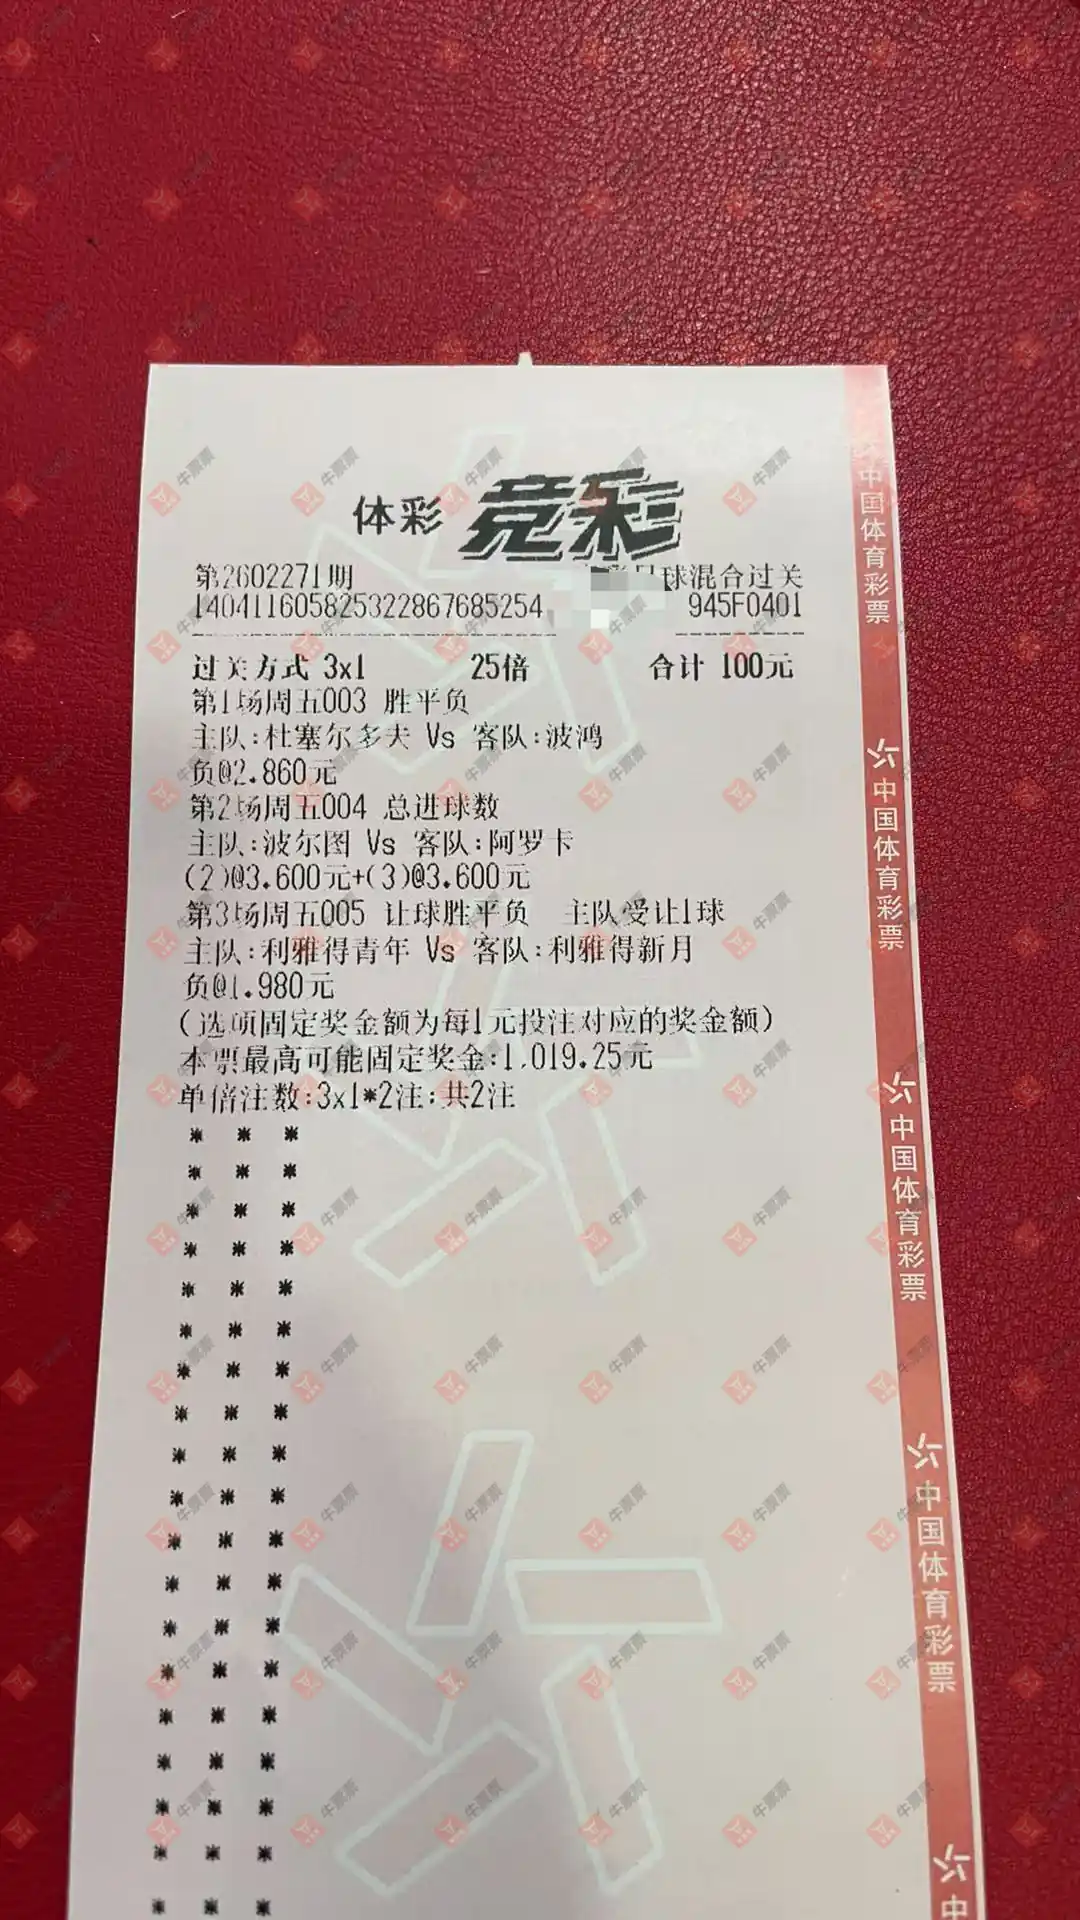 体彩 竞彩
第2602271期 球混合过关
140411605825322867685254 945F0401
过关方式 3x1 25倍 合计 100元
第1场周五003 胜平负
主队:杜塞尔多夫 Vs 客队:波鸿
负@2.860元
第2场周五004 总进球数
主队:波尔图 Vs 客队:阿罗卡
(2)@3.600元+(3)@3.600元
第3场周五005 让球胜平负 主队受让1球
主队:利雅得青年 Vs 客队:利雅得新月
负@1.980元
(选项固定奖金额为每1元投注对应的奖金额)
本票最高可能固定奖金:1,019.25元
单倍注数:3x1*2注;共2注
中国体育彩票
中国体育彩票
中国体育彩票
中国体育彩票
中
牛票票